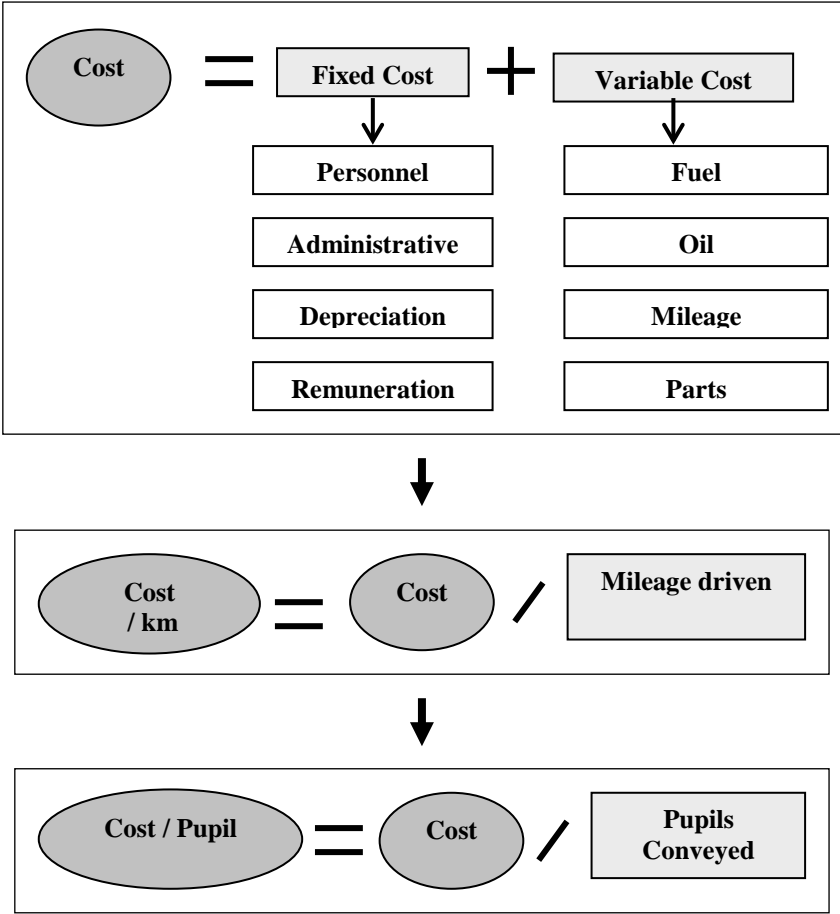 Cost = Fixed Cost + Variable Cost
Personnel Fuel
Administrative Oil
Depreciation Mileage
Remuneration Parts
Cost
/ km = Cost / Mileage driven
Cost / Pupil = Cost / Pupils
Conveyed